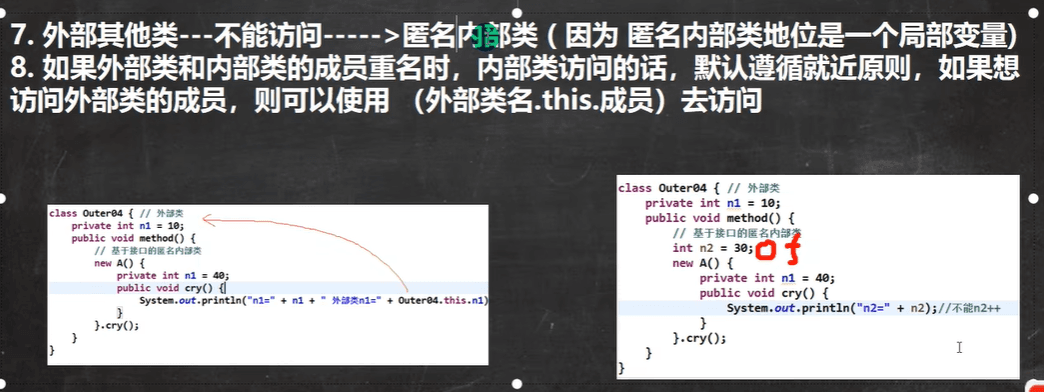 7. 外部其他类---不能访问----->匿名内部类 ( 因为 匿名内部类地位是一个局部变量)
8. 如果外部类和内部类的成员重名时，内部类访问的话，默认遵循就近原则，如果想
访问外部类的成员，则可以使用 （外部类名.this.成员）去访问
class Outer04 { // 外部类
private int n1 = 10;
public void method() {
// 基于接口的匿名内部类
new A() {
private int n1 = 40;
public void cry() {
System.out.println("n1=" + n1 + " 外部类n1=" + Outer04.this.n1)
}
}.cry();
}
}
class Outer04 { // 外部类
private int n1 = 10;
public void method() {
// 基于接口的匿名内部类
int n2 = 30;
new A() {
private int n1 = 40;
public void cry() {
System.out.println("n2=" + n2);//不能n2++
}
}.cry();
}
}